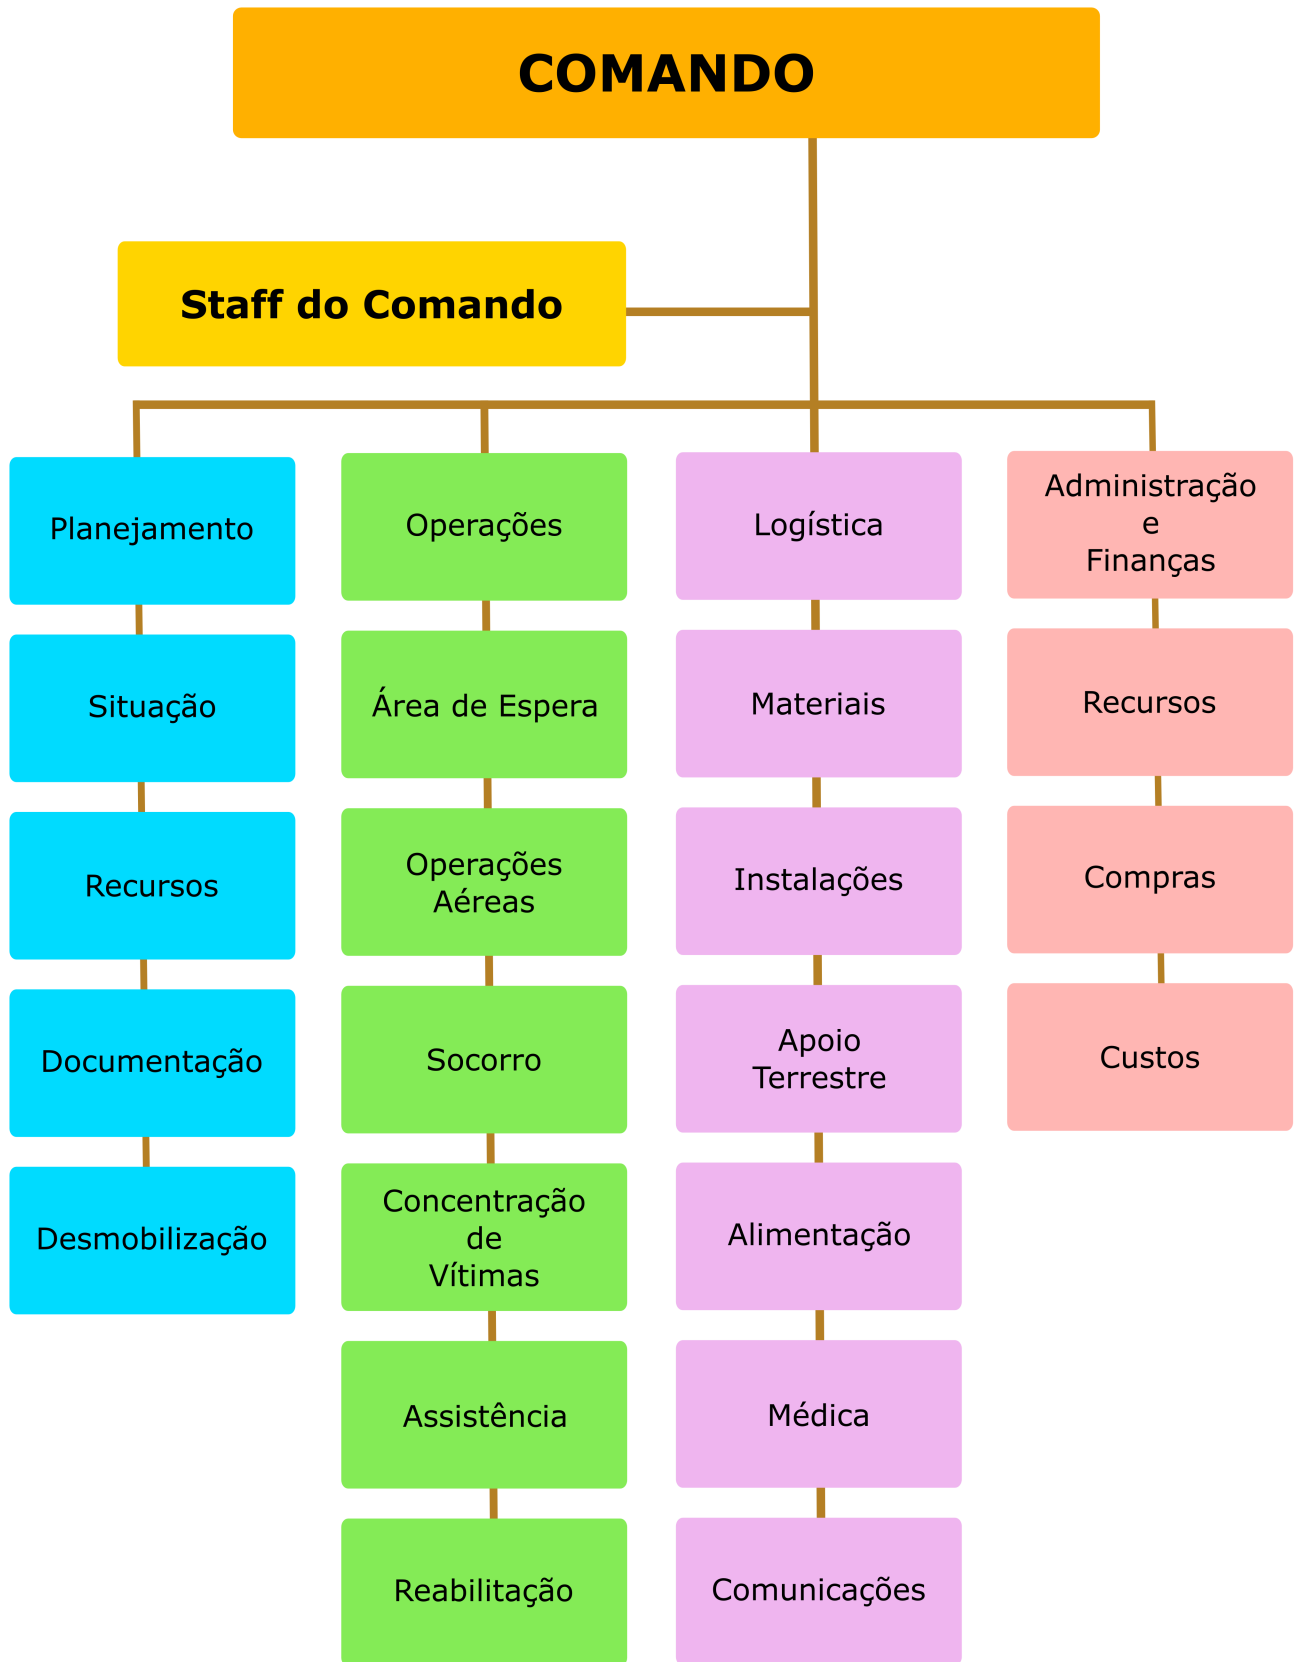 COMANDO
Staff do Comando
Planejamento
Situação
Recursos
Documentação
Desmobilização
Operações
Área de Espera
Operações
Aéreas
Socorro
Concentração
de
Vítimas
Assistência
Reabilitação
Logística
Materiais
Instalações
Apoio
Terrestre
Alimentação
Médica
Comunicações
Administração
e
Finanças
Recursos
Compras
Custos